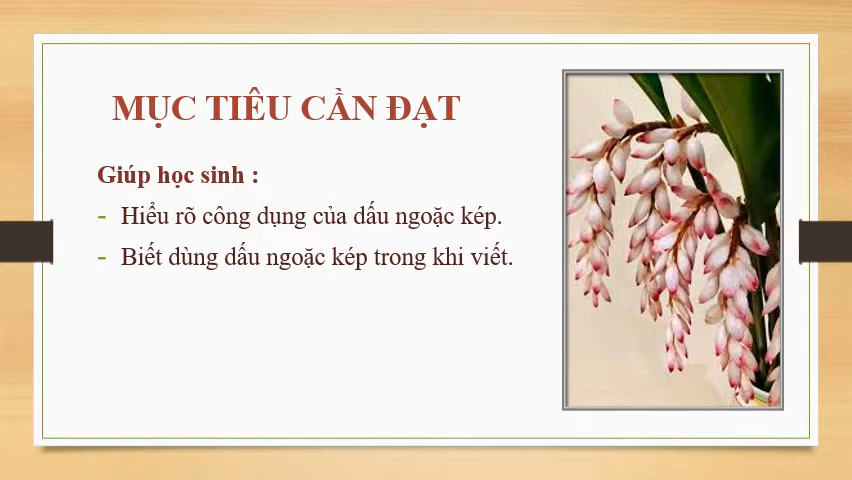 MỤC TIÊU CẦN ĐẠT
Giúp học sinh :
- Hiểu rõ công dụng của dấu ngoặc kép.
- Biết dùng dấu ngoặc kép trong khi viết.